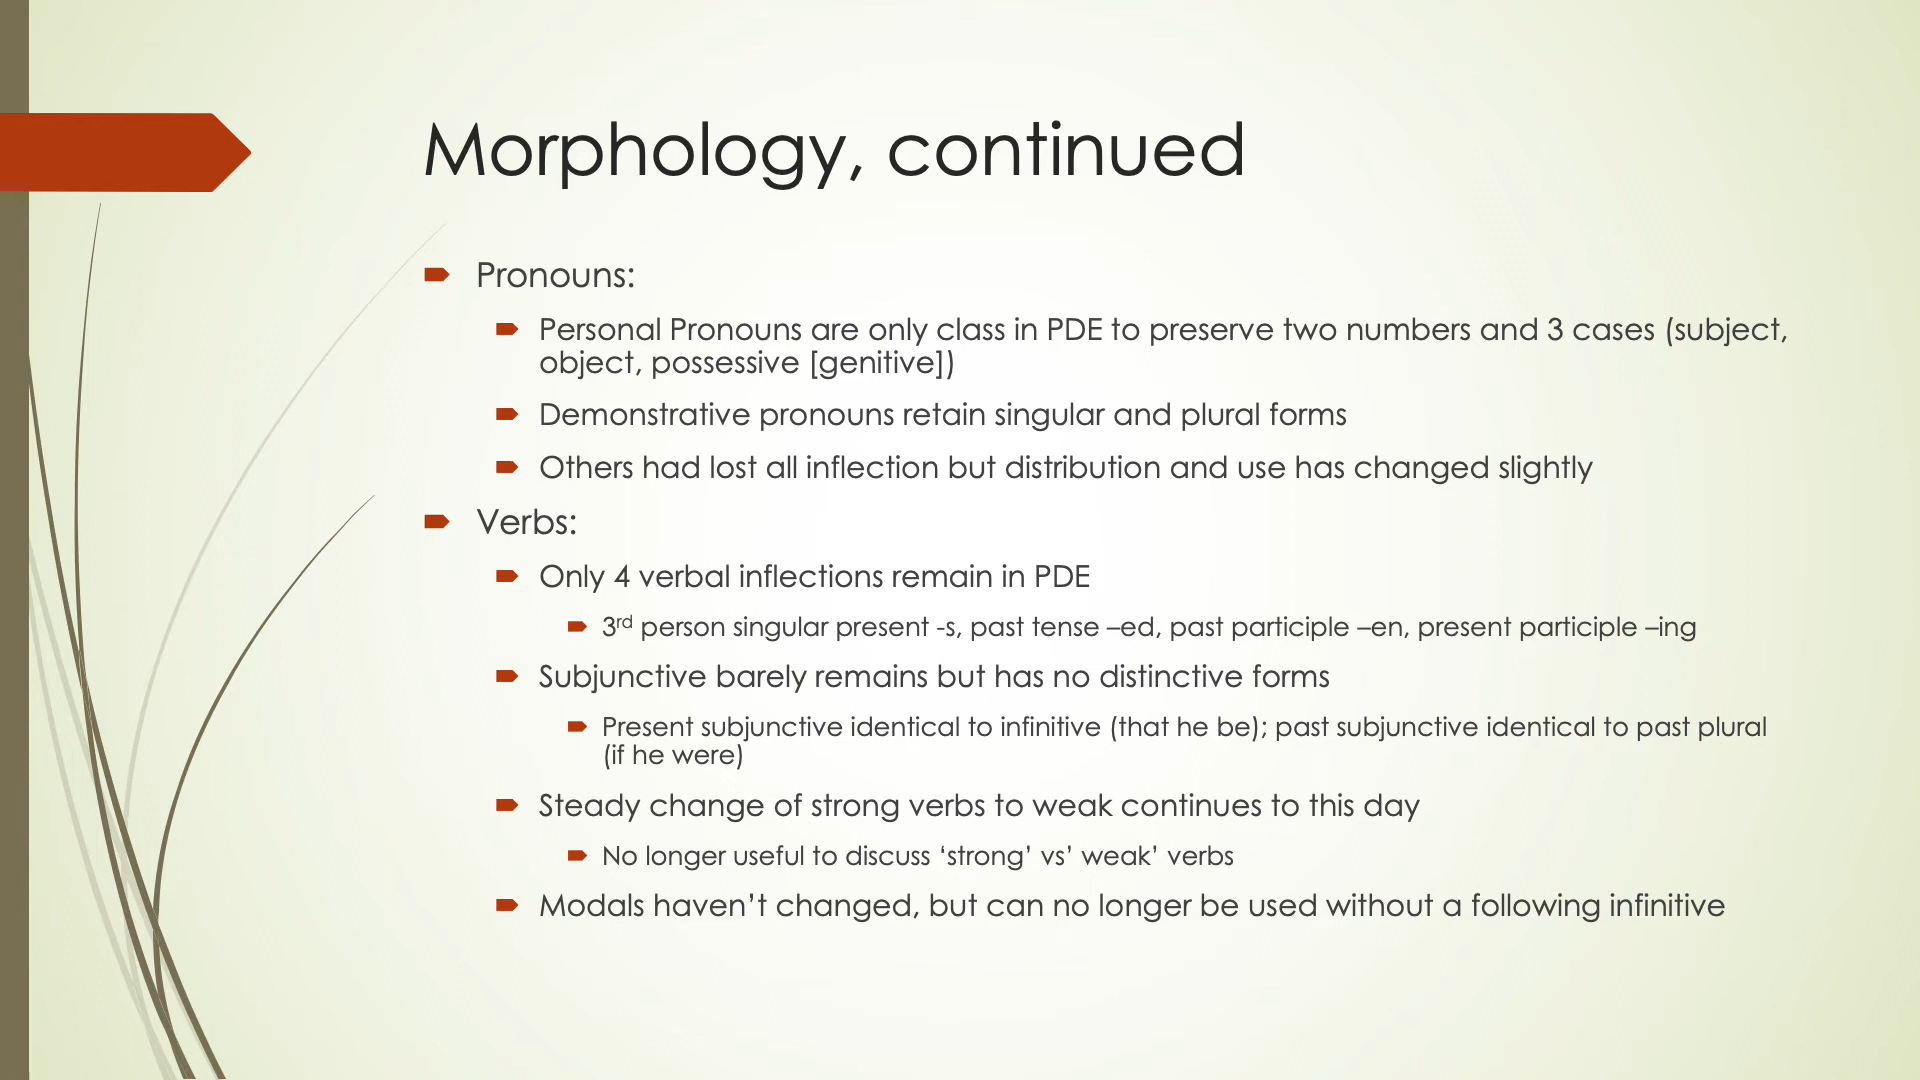 Morphology, continued
Pronouns:
Personal Pronouns are only class in PDE to preserve two numbers and 3 cases (subject,
object, possessive [genitive])
Demonstrative pronouns retain singular and plural forms
Others had lost all inflection but distribution and use has changed slightly
Verbs:
Only 4 verbal inflections remain in PDE
3rd person singular present -s, past tense –ed, past participle –en, present participle –ing
Subjunctive barely remains but has no distinctive forms
Present subjunctive identical to infinitive (that he be); past subjunctive identical to past plural
(if he were)
Steady change of strong verbs to weak continues to this day
No longer useful to discuss ‘strong’ vs’ weak’ verbs
Modals haven’t changed, but can no longer be used without a following infinitive